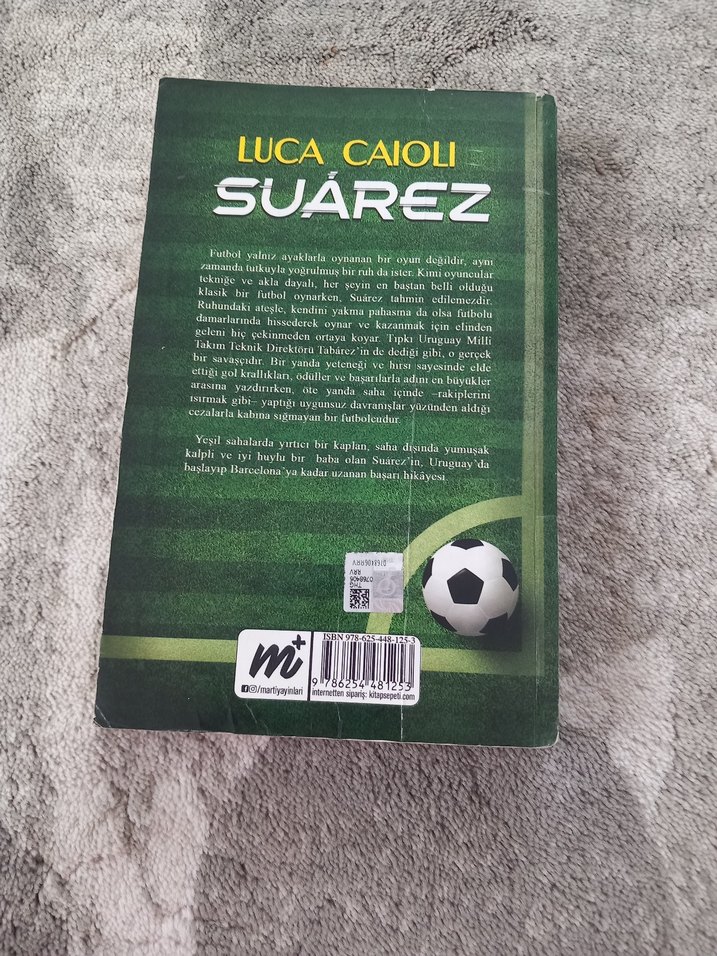 LUCA CAIOLI
SUÁREZ
Futbol yalnız ayaklarla oynanan bir oyun değildir, aynı
zamanda tutkuyla yoğrulmuş bir ruh da ister. Kimi oyuncular
tekniğe ve akla dayalı, her şeyin en baştan belli olduğu
klasik bir futbol oynarken, Suárez tahmin edilemezdir.
Ruhundaki ateşle, kendini yakma pahasına da olsa futbolu
damarlarında hissederek oynar ve kazanmak için elinden
geleni hiç çekinmeden ortaya koyar. Tıpkı Uruguay Milli
Takım Teknik Direktörü Tabárez'in de dediği gibi, o gerçek
bir savaşçıdır. Bir yanda yeteneği ve hırsı sayesinde elde
ettiği gol krallıkları, ödüller ve başarılarla adını en büyükler
arasına yazdırırken, öte yanda saha içinde –rakiplerini
ısırmak gibi– yaptığı uygunsuz davranışlar yüzünden aldığı
cezalarla kabına sığmayan bir futbolcudur.
Yeşil sahalarda yırtıcı bir kaplan, saha dışında yumuşak
kalpli ve iyi huylu bir baba olan Suárez'in, Uruguay'da
başlayıp Barcelona'ya kadar uzanan başarı hikâyesi
0768406RRV
RRV
0768406
THG
m+
/martiyayinlari
ISBN 978-625-448-125-3
9 786254 481253
internetten sipariş: kitapsepeti.com